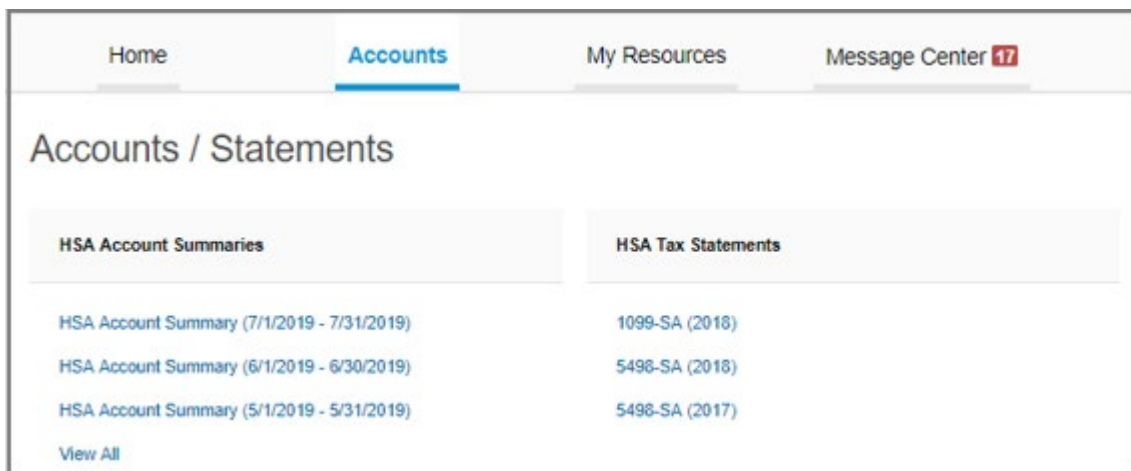 Home Accounts My Resources Message Center 17
Accounts / Statements
HSA Account Summaries
HSA Account Summary (7/1/2019 - 7/31/2019)
HSA Account Summary (6/1/2019 - 6/30/2019)
HSA Account Summary (5/1/2019 - 5/31/2019)
View All
HSA Tax Statements
1099-SA (2018)
5498-SA (2018)
5498-SA (2017)